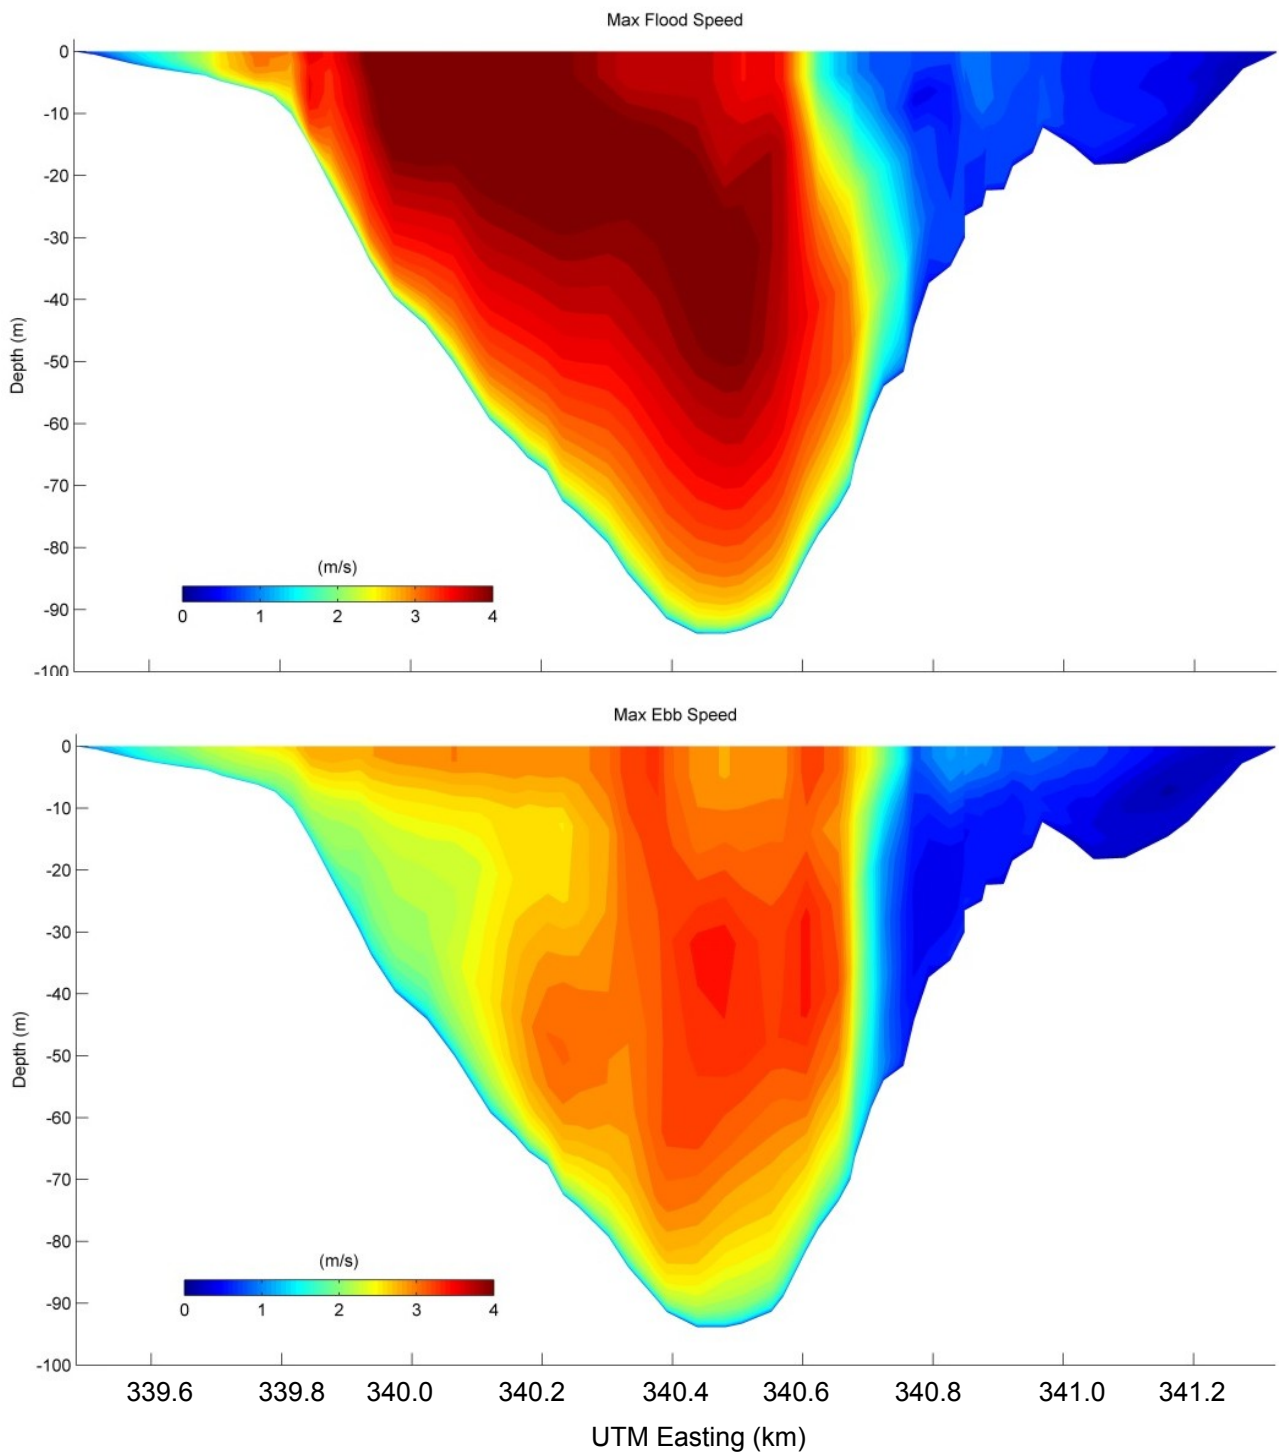 Max Flood Speed
0
-10
-20
-30
-40
-50
-60
-70
-80
-90
-100
Depth (m)
(m/s)
0 1 2 3 4
Max Ebb Speed
0
-10
-20
-30
-40
-50
-60
-70
-80
-90
-100
Depth (m)
(m/s)
0 1 2 3 4
339.6 339.8 340.0 340.2 340.4 340.6 340.8 341.0 341.2
UTM Easting (km)